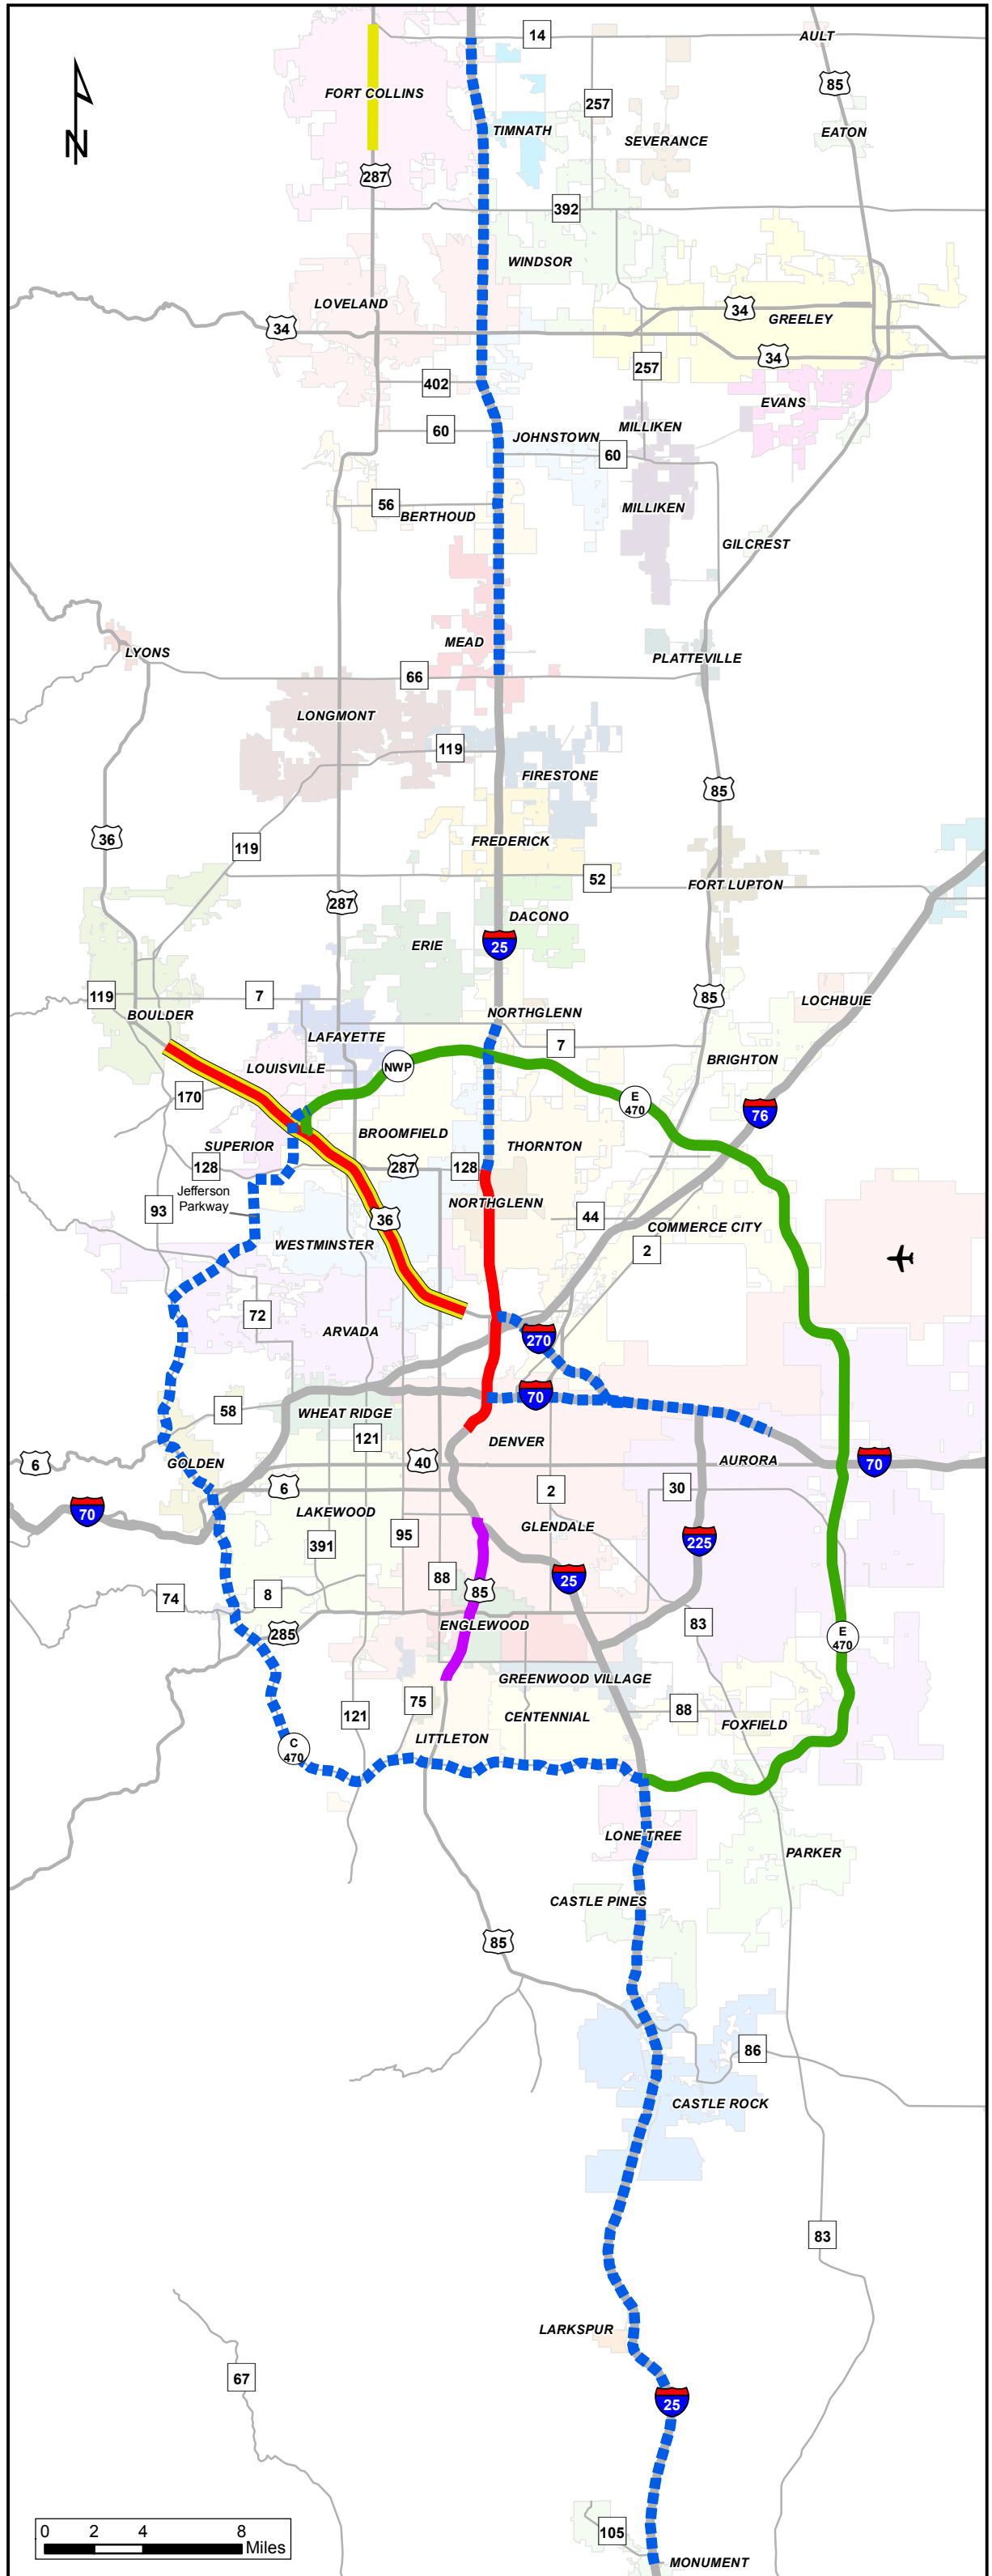 14
AULT
85
FORT COLLINS
257
TIMNATH
SEVERANCE
EATON
N
287
392
WINDSOR
LOVELAND
34
34
GREELEY
34
257
402
EVANS
60
MILLIKEN
JOHNSTOWN
60
56
BERTHOUD
MILLIKEN
GILCREST
MEAD
LYONS
PLATTEVILLE
66
LONGMONT
119
FIRESTONE
85
36
119
FREDERICK
52
FORT LUPTON
287
DACONO
ERIE
25
119
7
85
LOCHBUIE
BOULDER
NORTHGLENN
LAFAYETTE
7
BRIGHTON
LOUISVILLE
NWP
170
E
470
76
BROOMFIELD
SUPERIOR
THORNTON
128
287
128
Jefferson
Parkway
93
NORTHGLENN
36
44
COMMERCE CITY
WESTMINSTER
2
72
ARVADA
270
70
58
WHEAT RIDGE
121
DENVER
6
GOLDEN
40
AURORA
70
6
2
30
70
LAKEWOOD
GLENDALE
391
95
225
88
25
74
8
85
285
ENGLEWOOD
83
E
470
GREENWOOD VILLAGE
75
88
121
CENTENNIAL
FOXFIELD
LITTLETON
C
470
LONE TREE
PARKER
CASTLE PINES
85
86
CASTLE ROCK
83
LARKSPUR
67
25
0 2 4 8
Miles
105
MONUMENT